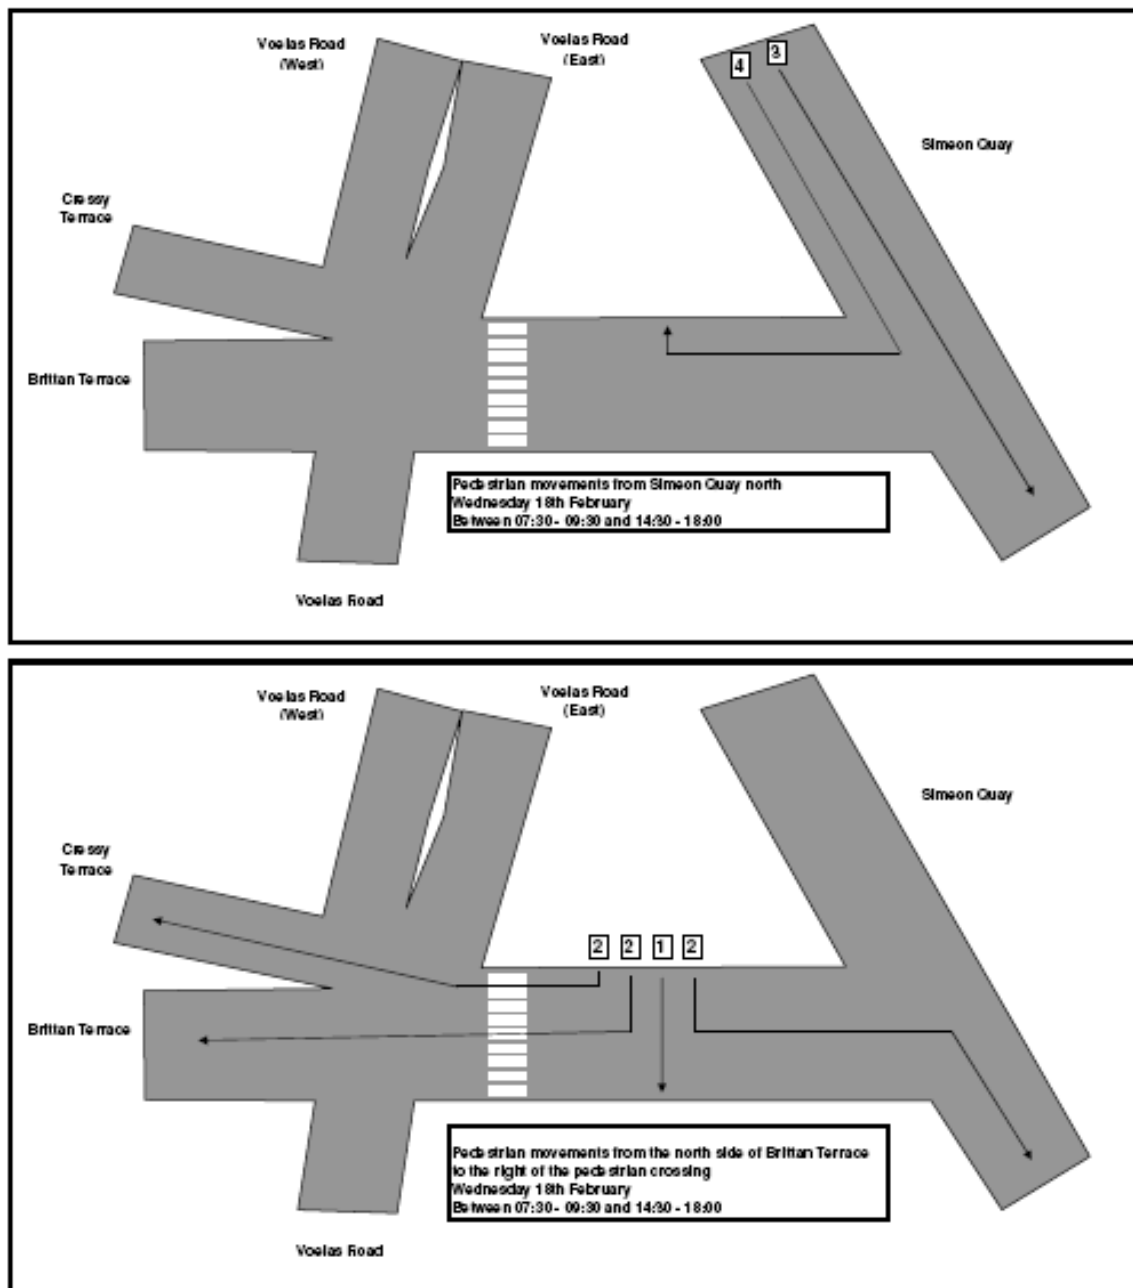 Voelas Road
(West)
Voelas Road
(East)
4
3
Simeon Quay
Cressy
Terrace
Brittan Terrace
Pedestrian movements from Simeon Quay north
Wednesday 18th February
Between 07:30 - 09:30 and 14:30 - 18:00
Voelas Road
Voelas Road
(West)
Voelas Road
(East)
Simeon Quay
Cressy
Terrace
2 2 1 2
Brittan Terrace
Pedestrian movements from the north side of Brittan Terrace
to the right of the pedestrian crossing
Wednesday 18th February
Between 07:30 - 09:30 and 14:30 - 18:00
Voelas Road